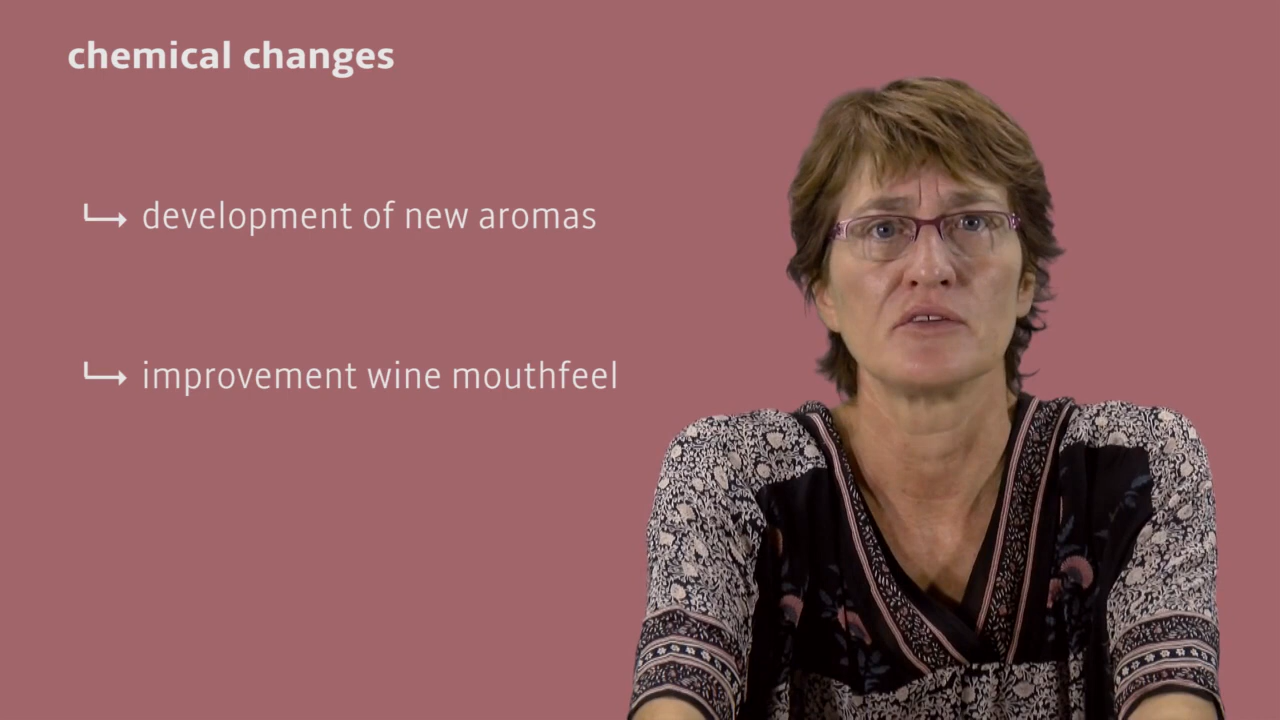 chemical changes
development of new aromas
improvement wine mouthfeel